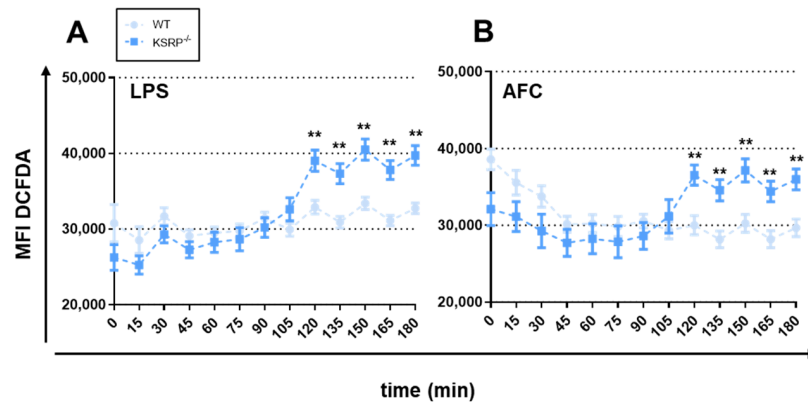 A
WT
KSRP-/-
B
50,000
LPS
40,000
30,000
20,000
** ** ** ** **
0 15 30 45 60 75 90 105 120 135 150 165 180
50,000
AFC
40,000
30,000
20,000
** ** ** ** **
0 15 30 45 60 75 90 105 120 135 150 165 180
MFI DCFDA
time (min)